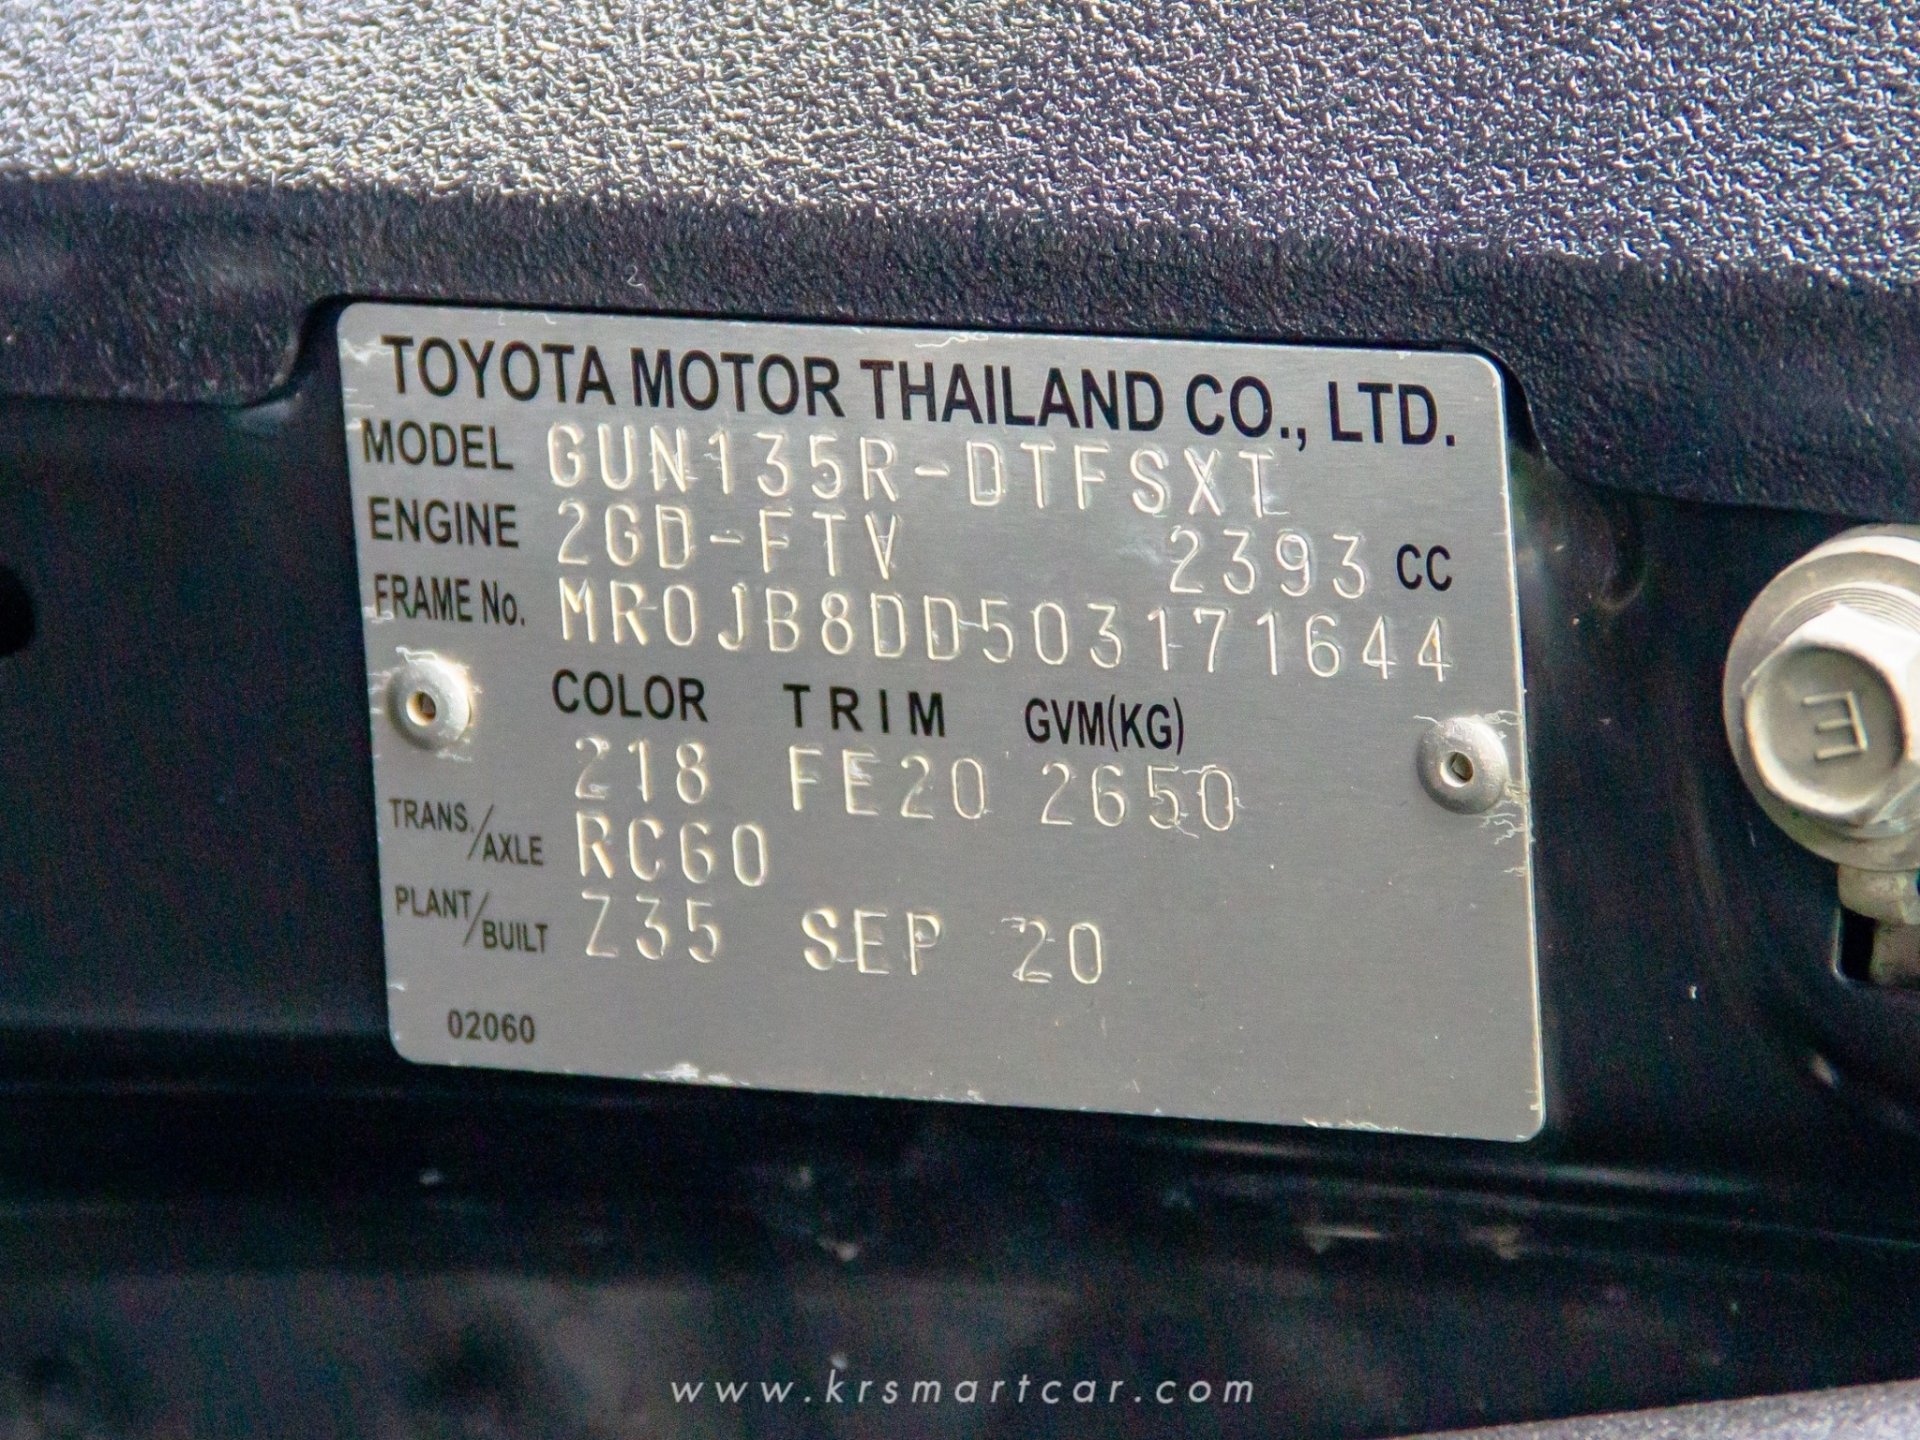 TOYOTA MOTOR THAILAND CO., LTD.
MODEL GUN135R-DTFSXT
ENGINE 2GD-FTV 2393 CC
FRAME No. MR0JB8DD503171644
COLOR TRIM GVM(KG)
218 FE20 2650
TRANS./AXLE RC60
PLANT/BUILT Z35 SEP 20
02060
E
www.krsmartcar.com